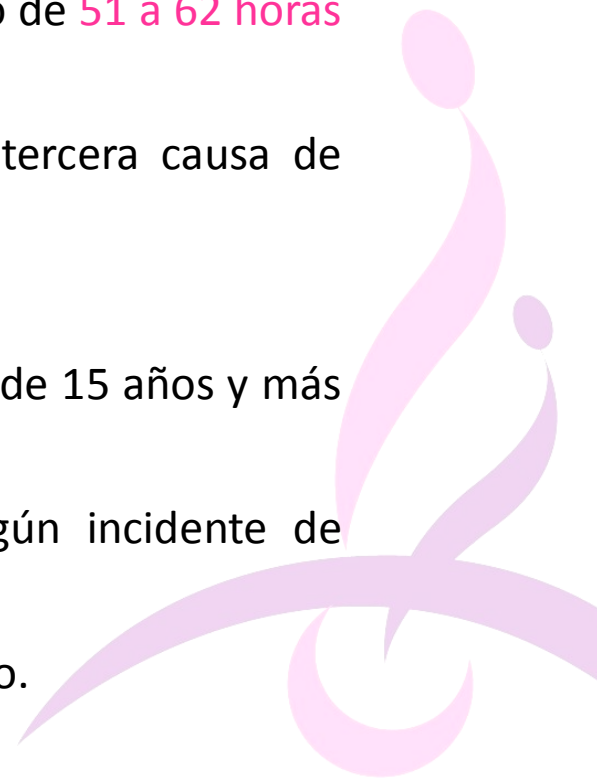 de 51 a 62 horas
tercera causa de
de 15 años y más
gún incidente de
o.